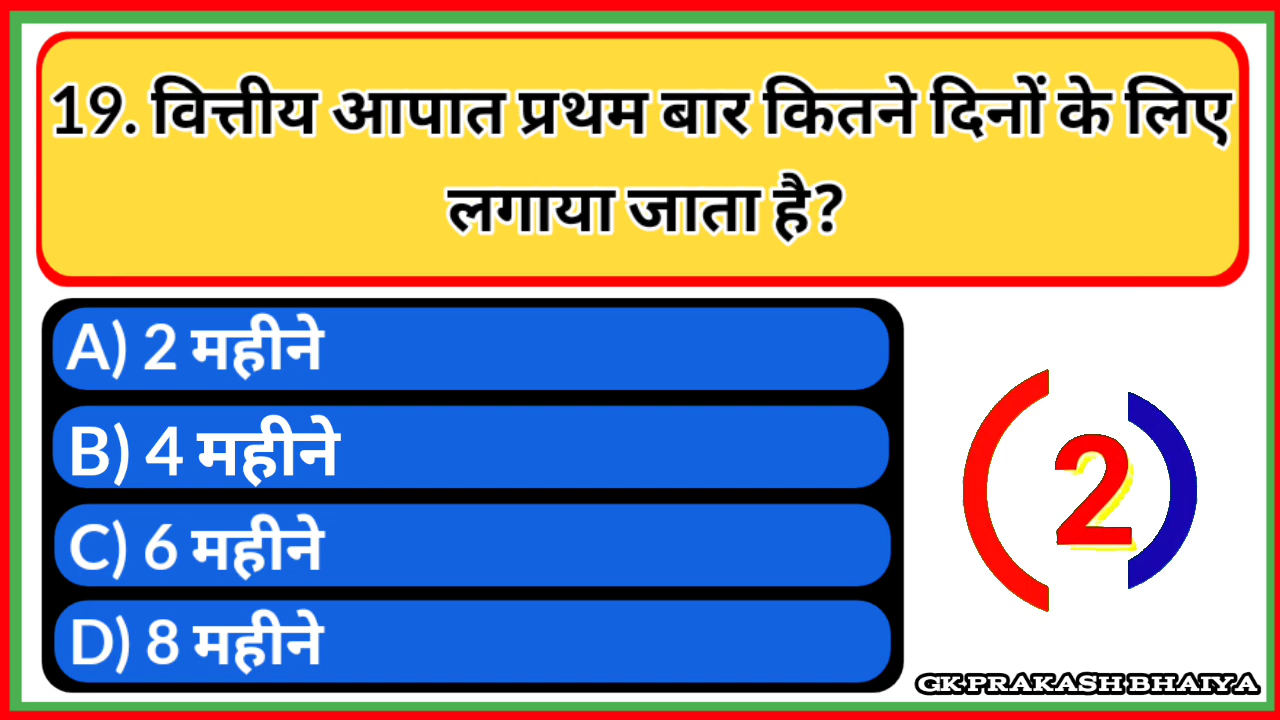 19. वित्तीय आपात प्रथम बार कितने दिनों के लिए
लगाया जाता है?
A) 2 महीने
B) 4 महीने
C) 6 महीने
D) 8 महीने
2
GK PRAKASH BHAIYA